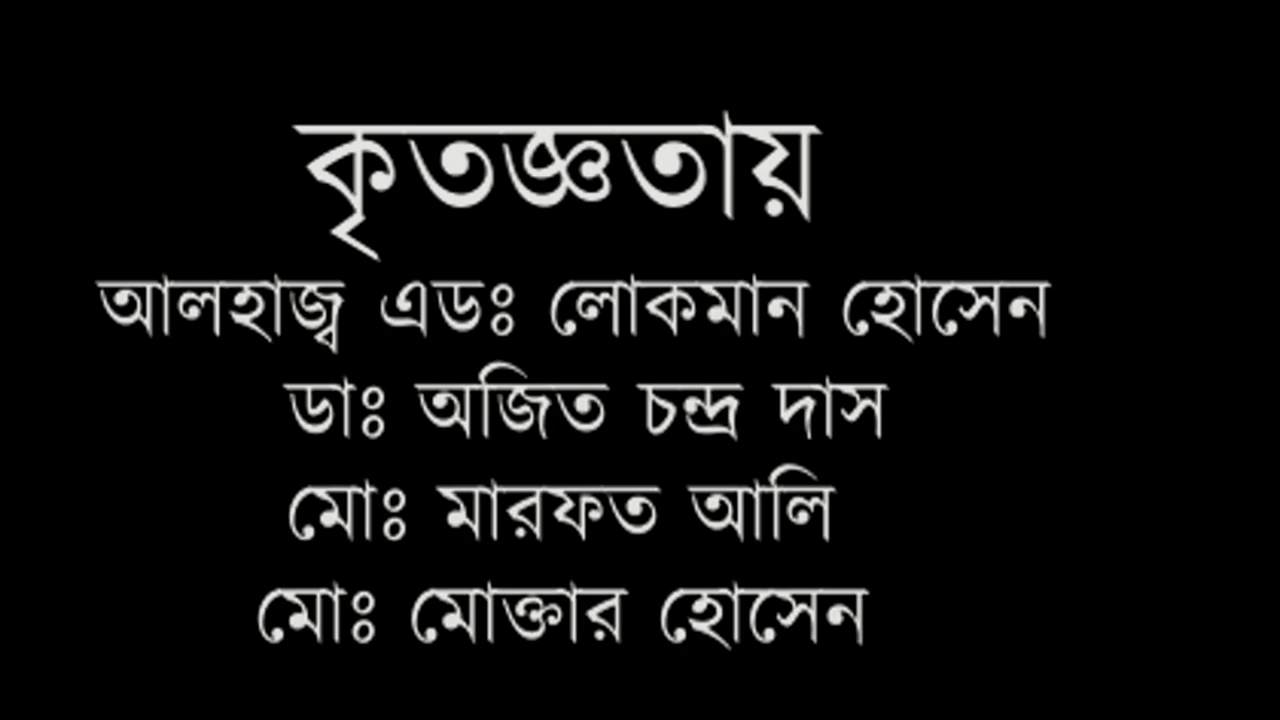 কৃতজ্ঞতায়
আলহাজ্ব এডঃ লোকমান হোসেন
ডাঃ অজিত চন্দ্র দাস
মোঃ মারফত আলি
মোঃ মোক্তার হোসেন